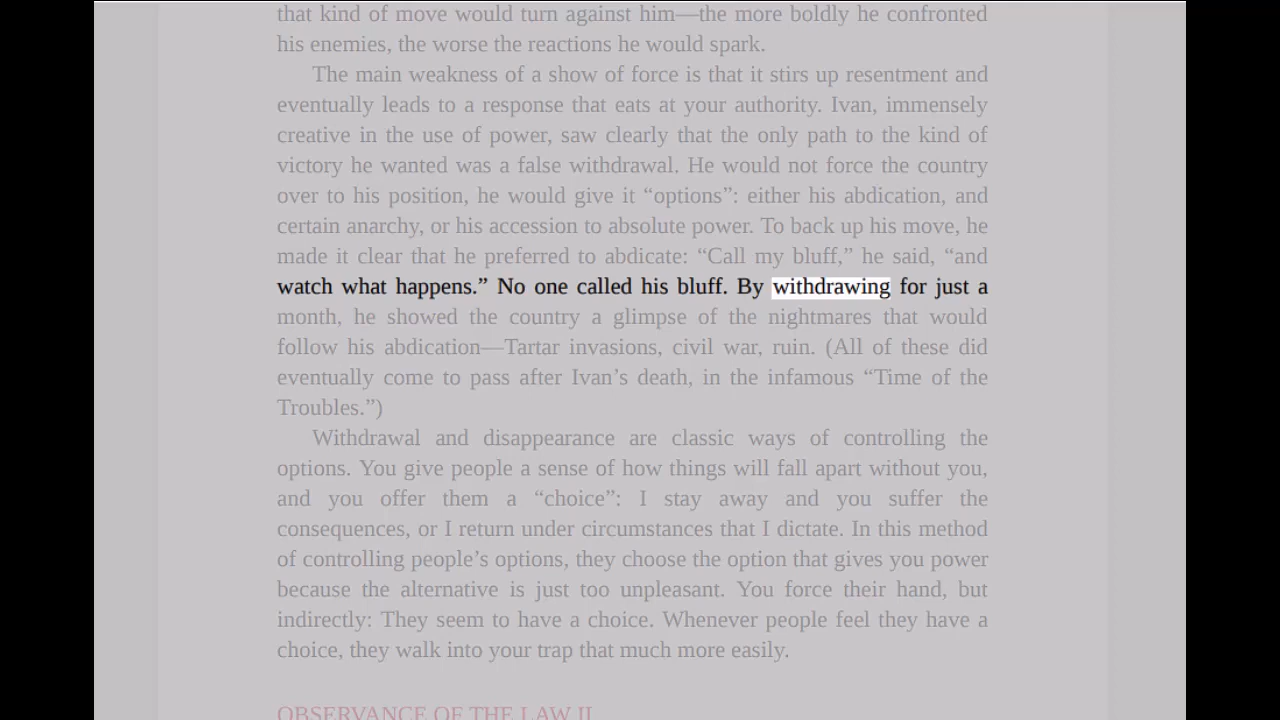 that kind of move would turn against him—the more boldly he confronted
his enemies, the worse the reactions he would spark.
The main weakness of a show of force is that it stirs up resentment and
eventually leads to a response that eats at your authority. Ivan, immensely
creative in the use of power, saw clearly that the only path to the kind of
victory he wanted was a false withdrawal. He would not force the country
over to his position, he would give it “options”: either his abdication, and
certain anarchy, or his accession to absolute power. To back up his move, he
made it clear that he preferred to abdicate: “Call my bluff,” he said, “and
watch what happens.” No one called his bluff. By withdrawing for just a
month, he showed the country a glimpse of the nightmares that would
follow his abdication—Tartar invasions, civil war, ruin. (All of these did
eventually come to pass after Ivan’s death, in the infamous “Time of the
Troubles.”)
Withdrawal and disappearance are classic ways of controlling the
options. You give people a sense of how things will fall apart without you,
and you offer them a “choice”: I stay away and you suffer the
consequences, or I return under circumstances that I dictate. In this method
of controlling people’s options, they choose the option that gives you power
because the alternative is just too unpleasant. You force their hand, but
indirectly: They seem to have a choice. Whenever people feel they have a
choice, they walk into your trap that much more easily.
OBSERVANCE OF THE LAW II